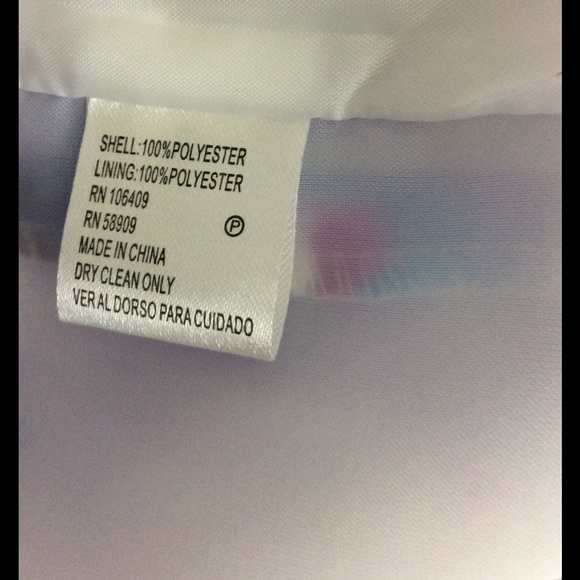 SHELL:100%POLYESTER
LINING:100%POLYESTER
RN 106409
RN 58909
P
MADE IN CHINA
DRY CLEAN ONLY
VER AL DORSO PARA CUIDADO